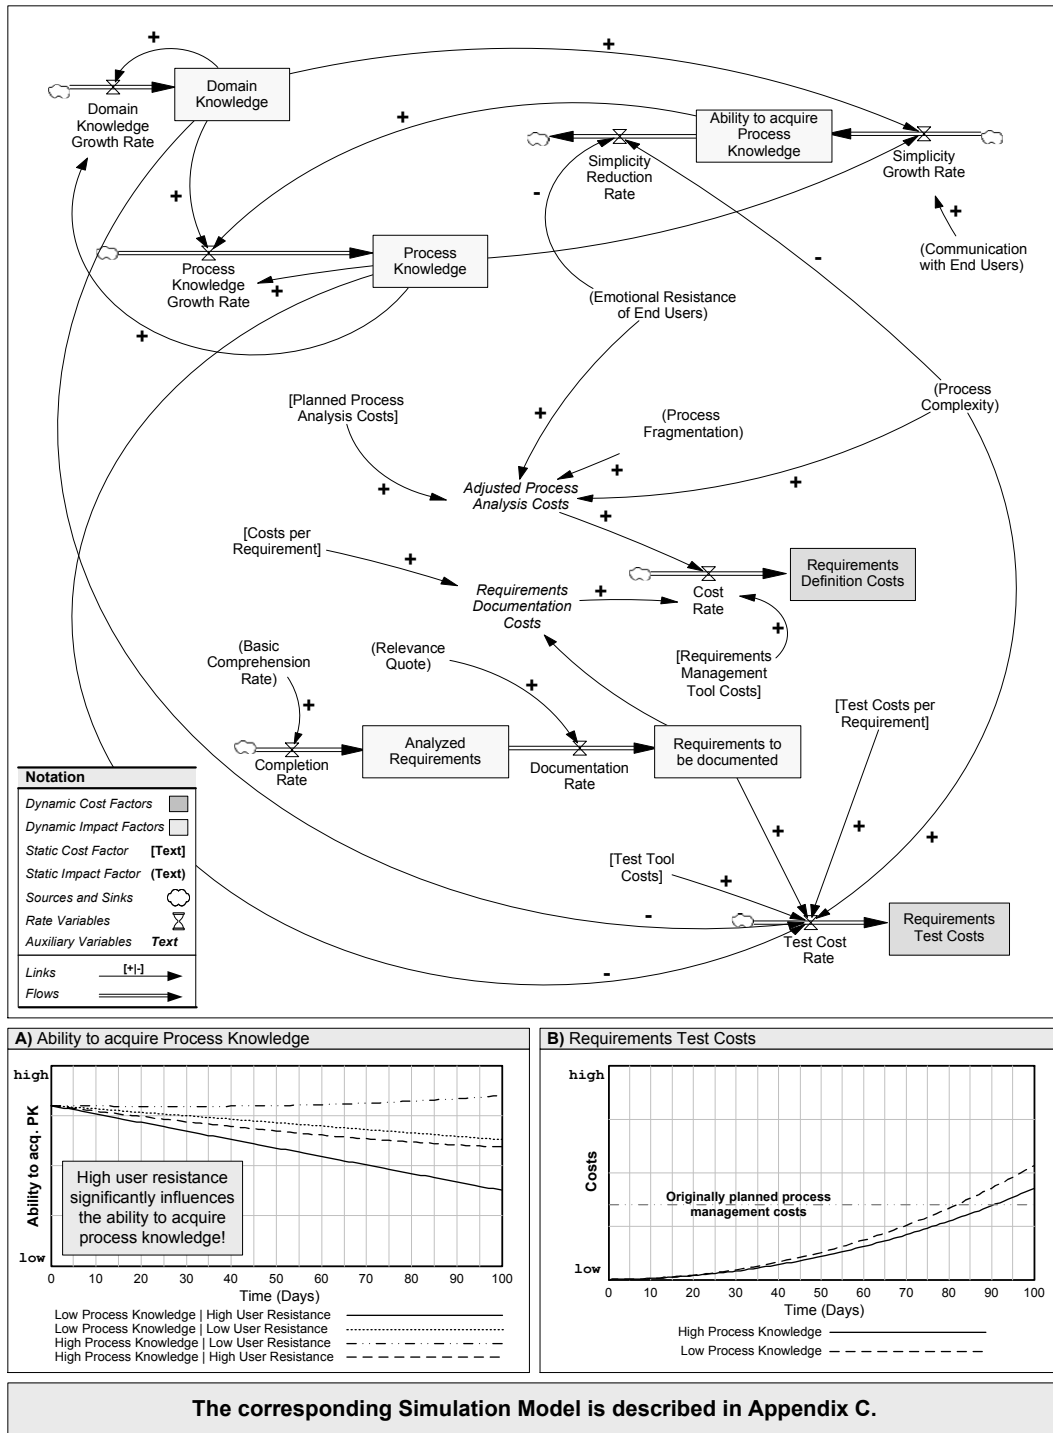 +
+
Domain
Knowledge
Domain
Knowledge
Growth Rate
+
Ability to acquire
Process
Knowledge
Simplicity
Reduction
Rate
Simplicity
Growth Rate
-
+
+
(Communication
with End Users)
-
Process
Knowledge
Process
Knowledge
Growth Rate
+
+
(Emotional Resistance
of End Users)
[Planned Process
Analysis Costs]
+
(Process
Fragmentation)
(Process
Complexity)
+
+
+
Adjusted Process
Analysis Costs
+
[Costs per
Requirement]
+
Requirements
Documentation
Costs
+
Cost
Rate
Requirements
Definition Costs
+
[Requirements
Management
Tool Costs]
(Basic
Comprehension
Rate)
(Relevance
Quote)
+
+
[Test Costs per
Requirement]
Completion
Rate
Analyzed
Requirements
Documentation
Rate
Requirements to
be documented
+
+
+
[Test Tool
Costs]
+
-
Test Cost
Rate
Requirements
Test Costs
-
Notation
Dynamic Cost Factors
Dynamic Impact Factors
Static Cost Factor [Text]
Static Impact Factor (Text)
Sources and Sinks
Rate Variables
Auxiliary Variables Text
Links [+|-]
Flows
A) Ability to acquire Process Knowledge
high
Ability to acq. PK
low
High user resistance
significantly influences
the ability to acquire
process knowledge!
0 10 20 30 40 50 60 70 80 90 100
Time (Days)
Low Process Knowledge | High User Resistance
Low Process Knowledge | Low User Resistance
High Process Knowledge | Low User Resistance
High Process Knowledge | High User Resistance
B) Requirements Test Costs
high
Costs
low
Originally planned process
management costs
0 10 20 30 40 50 60 70 80 90 100
Time (Days)
High Process Knowledge
Low Process Knowledge
The corresponding Simulation Model is described in Appendix C.